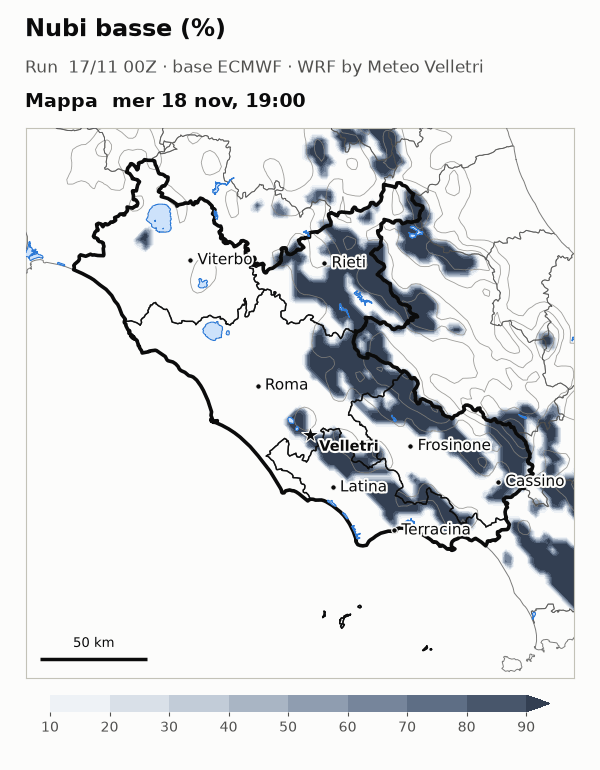 Nubi basse (%)
Run  17/11 00Z · base ECMWF · WRF by Meteo Velletri
Mappa  mer 18 nov, 19:00
Viterbo
Rieti
Roma
Velletri
Frosinone
Latina
Cassino
Terracina
50 km
10 20 30 40 50 60 70 80 90